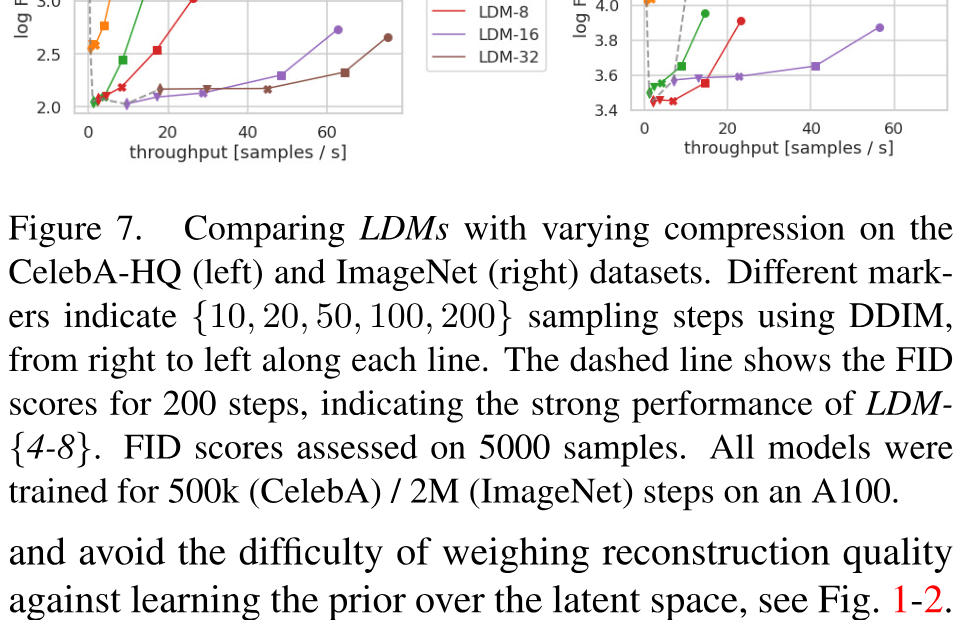 log F
3.0
2.5
2.0
0
20
40
60
throughput [samples / s]
LDM-8
LDM-16
LDM-32
log F
4.0
3.8
3.6
3.4
0
20
40
60
throughput [samples / s]
Figure 7. Comparing LDMs with varying compression on the
CelebA-HQ (left) and ImageNet (right) datasets. Different mark-
ers indicate {10, 20, 50, 100, 200} sampling steps using DDIM,
from right to left along each line. The dashed line shows the FID
scores for 200 steps, indicating the strong performance of LDM-
{4-8}. FID scores assessed on 5000 samples. All models were
trained for 500k (CelebA) / 2M (ImageNet) steps on an A100.
and avoid the difficulty of weighing reconstruction quality
against learning the prior over the latent space, see Fig. 1-2.